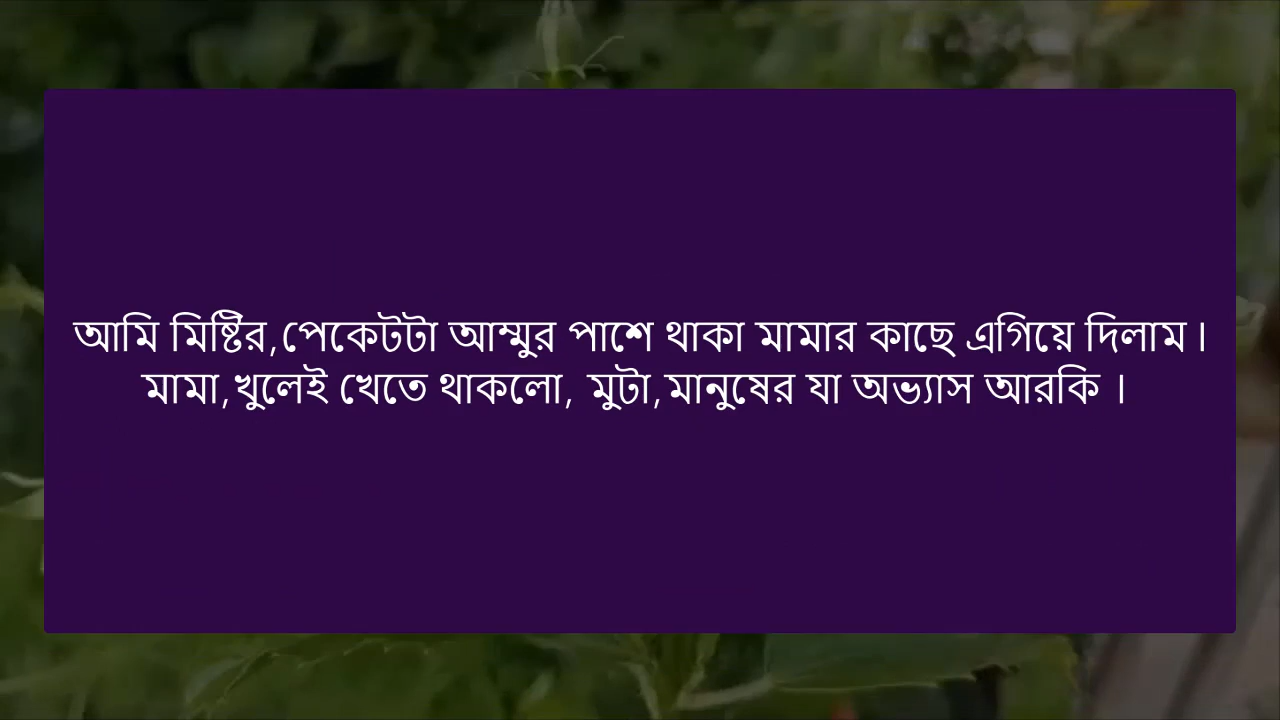 আমি মিষ্টির,পেকেটটা আম্মুর পাশে থাকা মামার কাছে এগিয়ে দিলাম।
মামা,খুলেই খেতে থাকলো, মুটা,মানুষের যা অভ্যাস আরকি ।